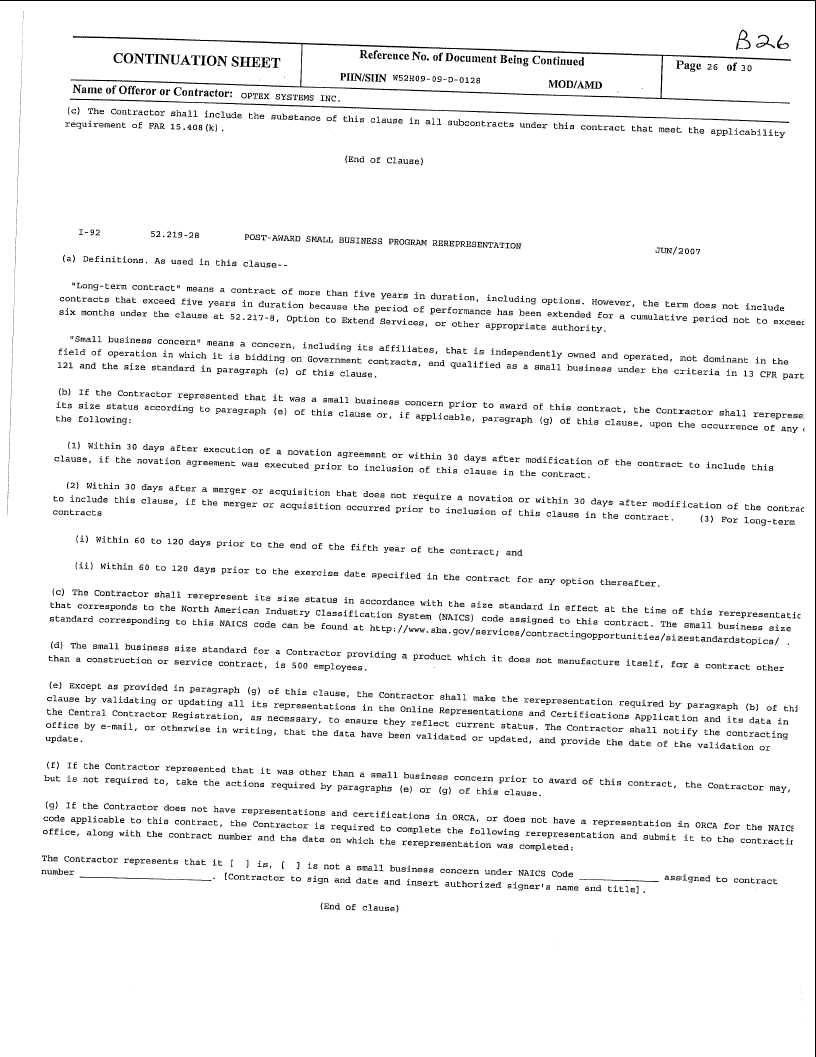 B26
CONTINUATION SHEET
Reference No. of Document Being Continued
PIIN/SIIN W52H09-09-D-0128 MOD/AMD
Page 26 of 30
Name of Offeror or Contractor: OPTEX SYSTEMS INC.
(c) The Contractor shall include the substance of this clause in all subcontracts under this contract that meet the applicability
requirement of FAR 15.408(k).
(End of Clause)
I-92 52.219-28 POST-AWARD SMALL BUSINESS PROGRAM REREPRESENTATION JUN/2007
(a) Definitions. As used in this clause--
"Long-term contract" means a contract of more than five years in duration, including options. However, the term does not include
contracts that exceed five years in duration because the period of performance has been extended for a cumulative period not to exceed
six months under the clause at 52.217-8, Option to Extend Services, or other appropriate authority.
"Small business concern" means a concern, including its affiliates, that is independently owned and operated, not dominant in the
field of operation in which it is bidding on Government contracts, and qualified as a small business under the criteria in 13 CFR part
121 and the size standard in paragraph (c) of this clause.
(b) If the Contractor represented that it was a small business concern prior to award of this contract, the Contractor shall rerepresе
its size status according to paragraph (e) of this clause or, if applicable, paragraph (g) of this clause, upon the occurrence of any
the following:
(1) Within 30 days after execution of a novation agreement or within 30 days after modification of the contract to include this
clause, if the novation agreement was executed prior to inclusion of this clause in the contract.
(2) Within 30 days after a merger or acquisition that does not require a novation or within 30 days after modification of the contrac
to include this clause, if the merger or acquisition occurred prior to inclusion of this clause in the contract. (3) For long-term
contracts
(i) Within 60 to 120 days prior to the end of the fifth year of the contract; and
(ii) Within 60 to 120 days prior to the exercise date specified in the contract for any option thereafter.
(c) The Contractor shall rerepresent its size status in accordance with the size standard in effect at the time of this rerepresentatio
that corresponds to the North American Industry Classification System (NAICS) code assigned to this contract. The small business size
standard corresponding to this NAICS code can be found at http://www.sba.gov/services/contractingopportunities/sizestandardstopics/ .
(d) The small business size standard for a Contractor providing a product which it does not manufacture itself, for a contract other
than a construction or service contract, is 500 employees.
(e) Except as provided in paragraph (g) of this clause, the Contractor shall make the rerepresentation required by paragraph (b) of thi
clause by validating or updating all its representations in the Online Representations and Certifications Application and its data in
the Central Contractor Registration, as necessary, to ensure they reflect current status. The Contractor shall notify the contracting
office by e-mail, or otherwise in writing, that the data have been validated or updated, and provide the date of the validation or
update.
(f) If the Contractor represented that it was other than a small business concern prior to award of this contract, the Contractor may,
but is not required to, take the actions required by paragraphs (e) or (g) of this clause.
(g) If the Contractor does not have representations and certifications in ORCA, or does not have a representation in ORCA for the NAICS
code applicable to this contract, the Contractor is required to complete the following rerepresentation and submit it to the contractin
office, along with the contract number and the date on which the rerepresentation was completed:
The Contractor represents that it [ ] is, [ ] is not a small business concern under NAICS Code ____________ assigned to contract
number ____________________. [Contractor to sign and date and insert authorized signer's name and title].
(End of clause)